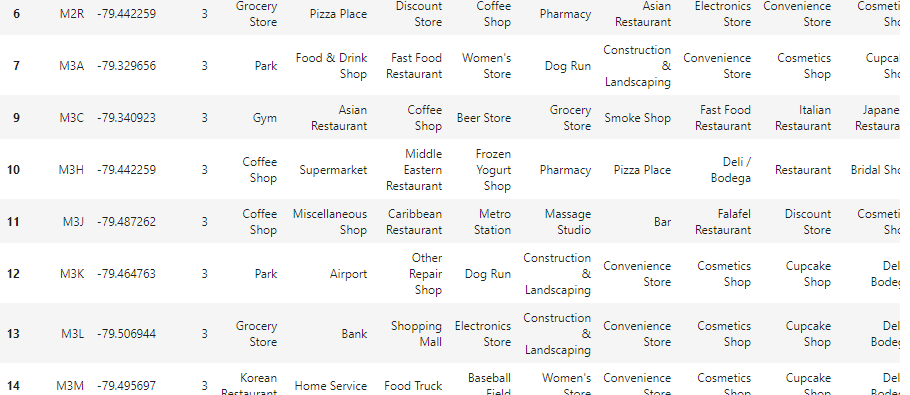 6 M2R -79.442259 3 Grocery Store Pizza Place Discount Store Coffee Shop Pharmacy Asian Restaurant Electronics Store Convenience Store Cosmeti
7 M3A -79.329656 3 Park Food & Drink Shop Fast Food Restaurant Women's Store Dog Run Construction & Landscaping Convenience Store Cosmetics Shop Cupca
9 M3C -79.340923 3 Gym Asian Restaurant Coffee Shop Beer Store Grocery Store Smoke Shop Fast Food Restaurant Italian Restaurant Japane Restaura
10 M3H -79.442259 3 Coffee Shop Supermarket Middle Eastern Restaurant Frozen Yogurt Shop Pharmacy Pizza Place Deli / Bodega Restaurant Bridal Sho
11 M3J -79.487262 3 Coffee Shop Miscellaneous Shop Caribbean Restaurant Metro Station Massage Studio Bar Falafel Restaurant Discount Store Cosmeti
12 M3K -79.464763 3 Park Airport Other Repair Shop Dog Run Construction & Landscaping Convenience Store Cosmetics Shop Cupcake Shop Del Bodeg
13 M3L -79.506944 3 Grocery Store Bank Shopping Mall Electronics Store Construction & Landscaping Convenience Store Cosmetics Shop Cupcake Shop Del Bodeg
14 M3M -79.495697 3 Korean Restaurant Home Service Food Truck Baseball Field Women's Store Convenience Store Cosmetics Shop Cupcake Shop Del